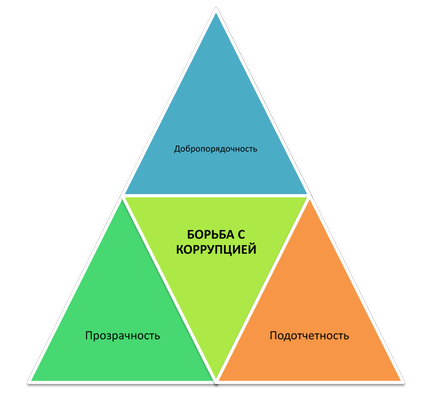 Добропорядочность
БОРЬБА С
КОРРУПЦИЕЙ
Прозрачность
Подотчетность